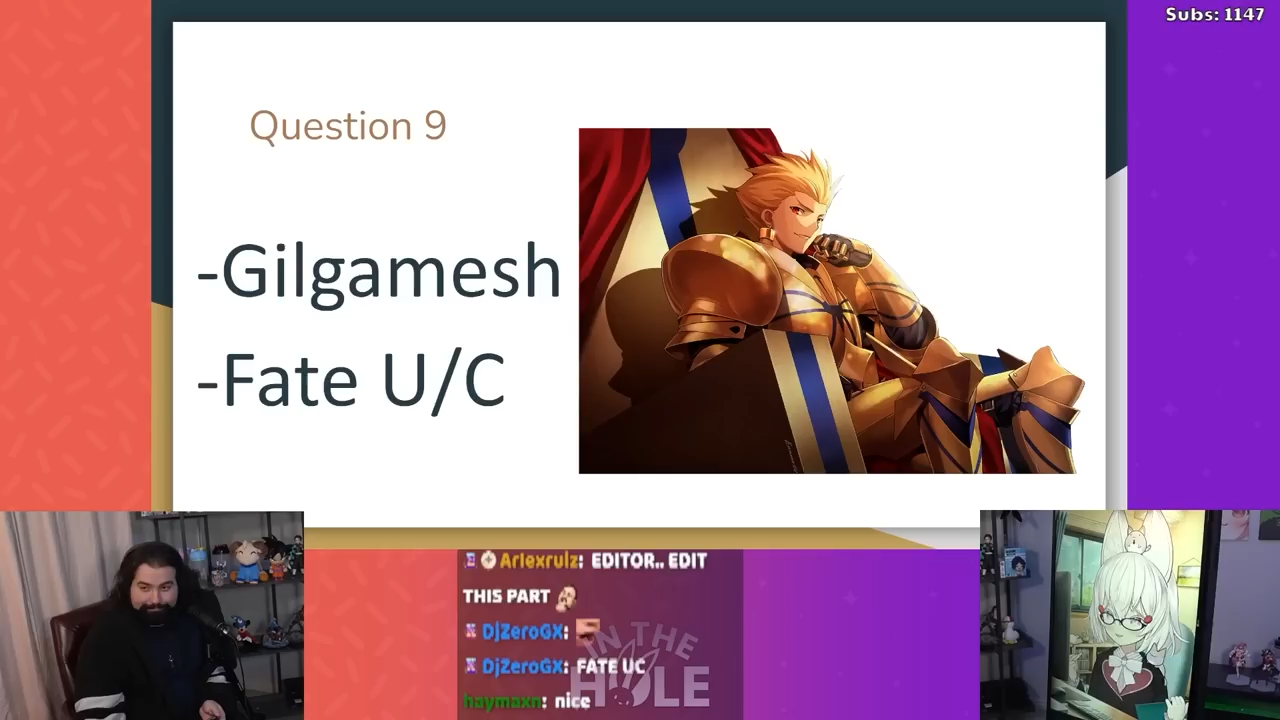 Subs: 1147
Question 9
-Gilgamesh
-Fate U/C
Arlexrulz: EDITOR.. EDIT
THIS PART
DjZeroGX:
DjZeroGX: FATE UC
haymaxn: nice
IN THE
HOLE